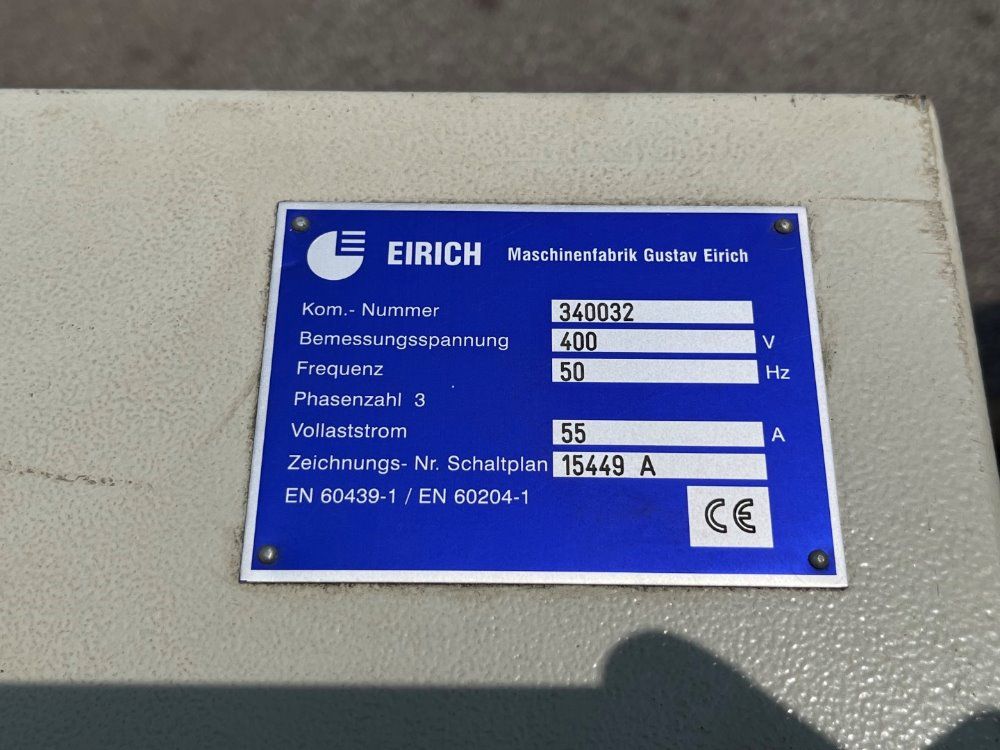 EIRICH Maschinenfabrik Gustav Eirich
Kom.- Nummer 340032
Bemessungsspannung 400 V
Frequenz 50 Hz
Phasenzahl 3
Vollaststrom 55 A
Zeichnungs- Nr. Schaltplan 15449 A
EN 60439-1 / EN 60204-1
CE